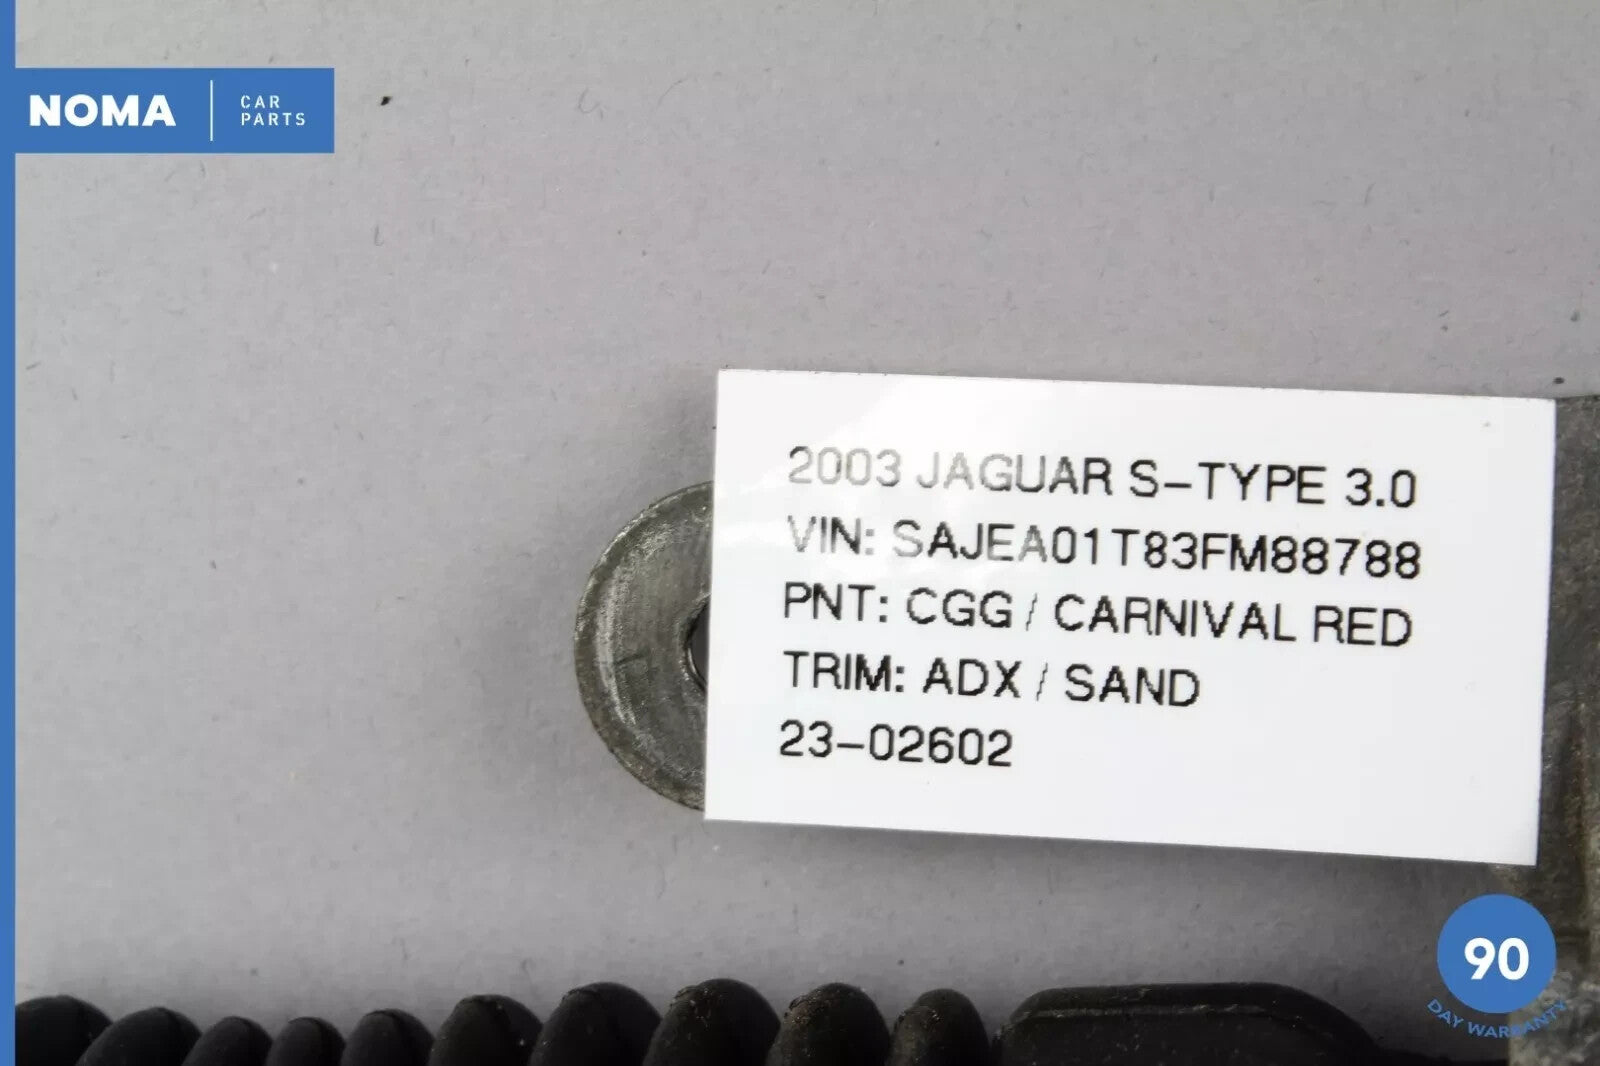 NOMA
CAR
PARTS
2003 JAGUAR S-TYPE 3.0
VIN: SAJEA01T83FM88788
PNT: CGG / CARNIVAL RED
TRIM: ADX / SAND
23-02602
90
DAY WARRANTY